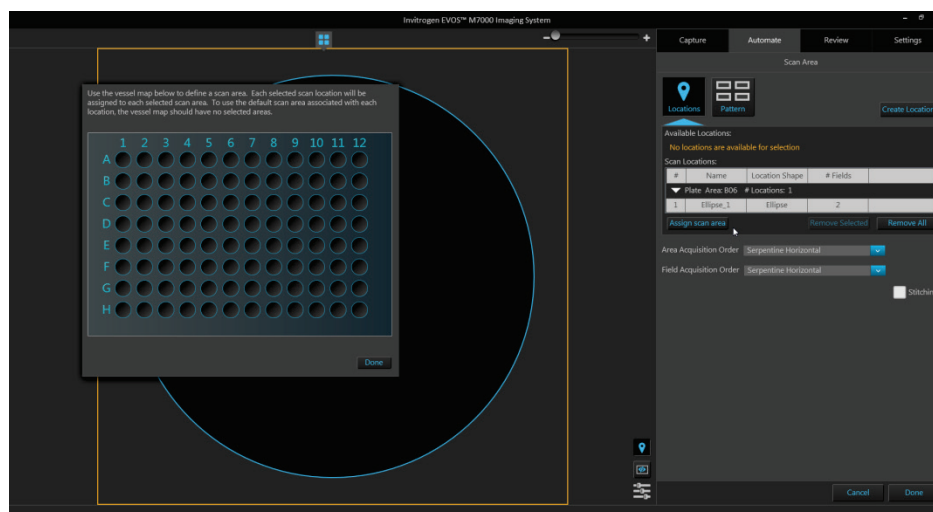 Invitrogen EVOS™ M7000 Imaging System
Capture Automate Review Settings
Scan Area
Use the vessel map below to define a scan area. Each selected scan location will be
assigned to each selected scan area. To use the default scan area associated with each
location, the vessel map should have no selected areas.
1 2 3 4 5 6 7 8 9 10 11 12
A
B
C
D
E
F
G
H
Done
Locations Pattern Create Location
Available Locations:
No locations are available for selection
Scan Locations:
# Name Location Shape # Fields
Plate Area: B06 # Locations: 1
1 Ellipse_1 Ellipse 2
Assign scan area Remove Selected Remove All
Area Acquisition Order Serpentine Horizontal
Field Acquisition Order Serpentine Horizontal
Stitchin
Cancel Done